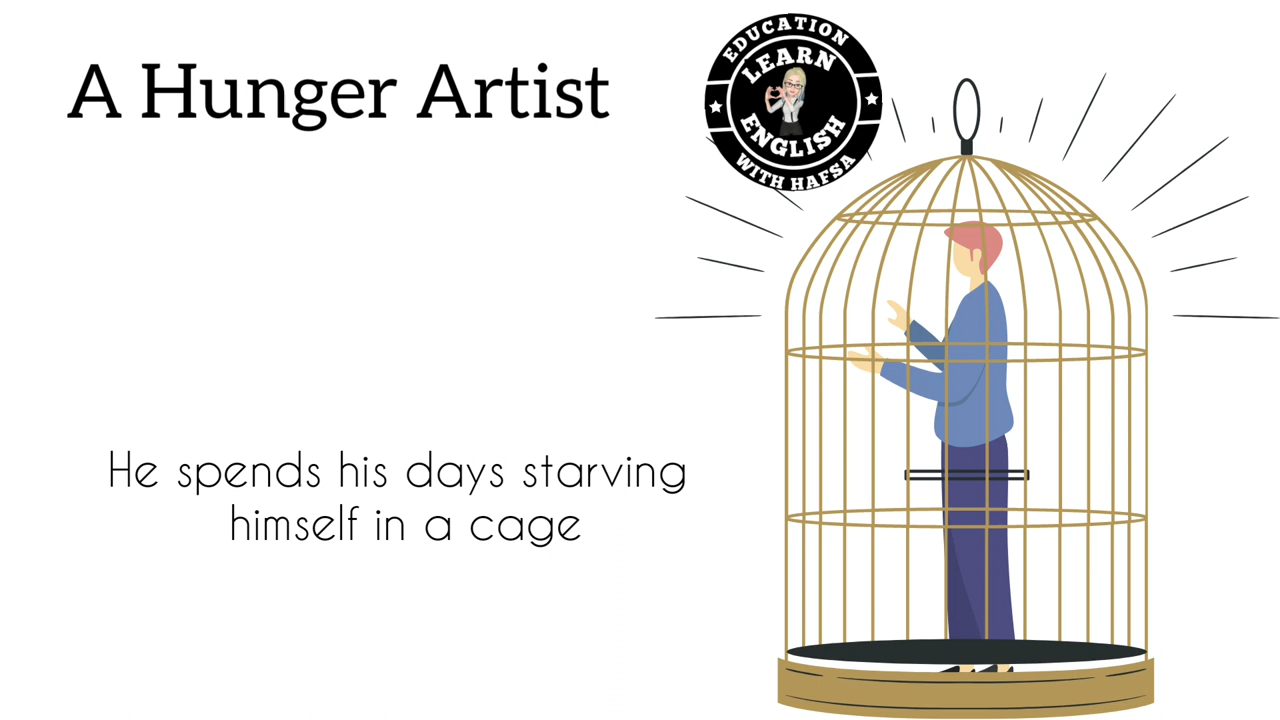 A Hunger Artist
EDUCATION
LEARN
ENGLISH
WITH HAFSA
He spends his days starving
himself in a cage